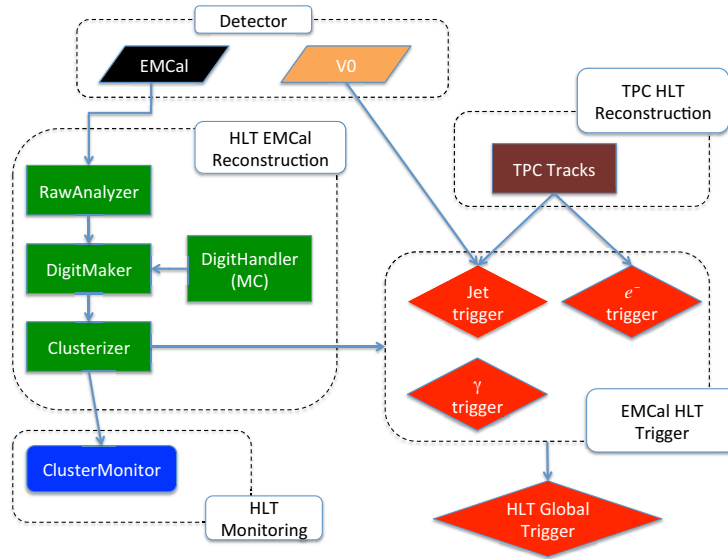 Detector
EMCal
V0
TPC HLT
Reconstruction
HLT EMCal
Reconstruction
TPC Tracks
RawAnalyzer
DigitMaker
DigitHandler
(MC)
Jet
trigger
e⁻
trigger
Clusterizer
γ
trigger
EMCal HLT
Trigger
ClusterMonitor
HLT
Monitoring
HLT Global
Trigger